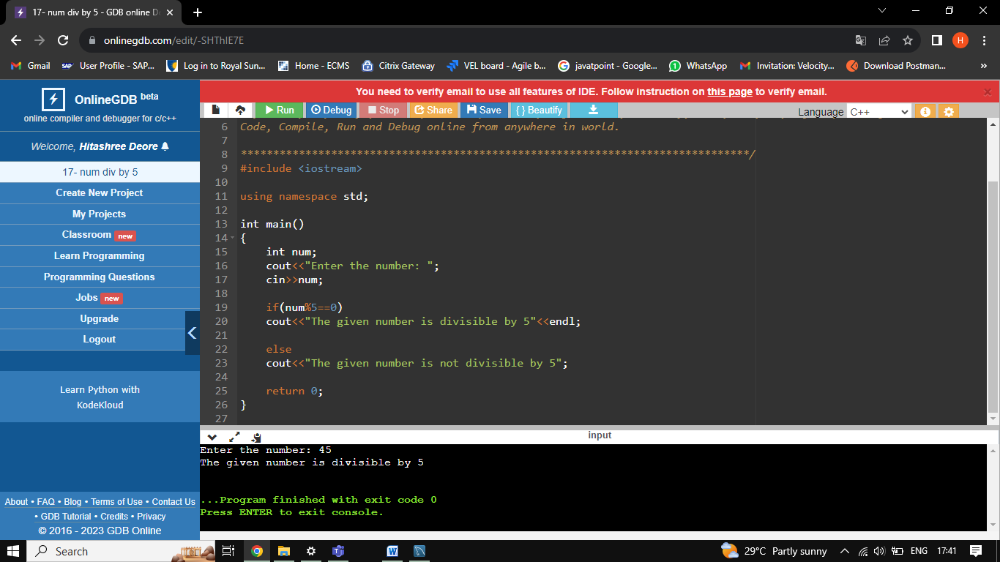 17- num div by 5 - GDB online D
onlinegdb.com/edit/-SHThIE7E
H
Gmail
SAP User Profile - SAP...
Log in to Royal Sun...
Home - ECMS
Citrix Gateway
VEL board - Agile b...
javatpoint - Google...
1 WhatsApp
Invitation: Velocity...
Download Postman...
»
OnlineGDB beta
online compiler and debugger for c/c++
Welcome, Hitashree Deore
17- num div by 5
Create New Project
My Projects
Classroom new
Learn Programming
Programming Questions
Jobs new
Upgrade
Logout
Learn Python with
KodeKloud
About • FAQ • Blog • Terms of Use • Contact Us
• GDB Tutorial • Credits • Privacy
© 2016 - 2023 GDB Online
You need to verify email to use all features of IDE. Follow instruction on this page to verify email.
Run Debug Stop Share Save { } Beautify
Language C++
6 Code, Compile, Run and Debug online from anywhere in world.
7
8 *******************************************************************************/
9 #include <iostream>
10
11 using namespace std;
12
13 int main()
14 {
15 int num;
16 cout<<"Enter the number: ";
17 cin>>num;
18
19 if(num%5==0)
20 cout<<"The given number is divisible by 5"<<endl;
21
22 else
23 cout<<"The given number is not divisible by 5";
24
25 return 0;
26 }
27
input
Enter the number: 45
The given number is divisible by 5
...Program finished with exit code 0
Press ENTER to exit console.
Search
29°C Partly sunny
ENG
17:41